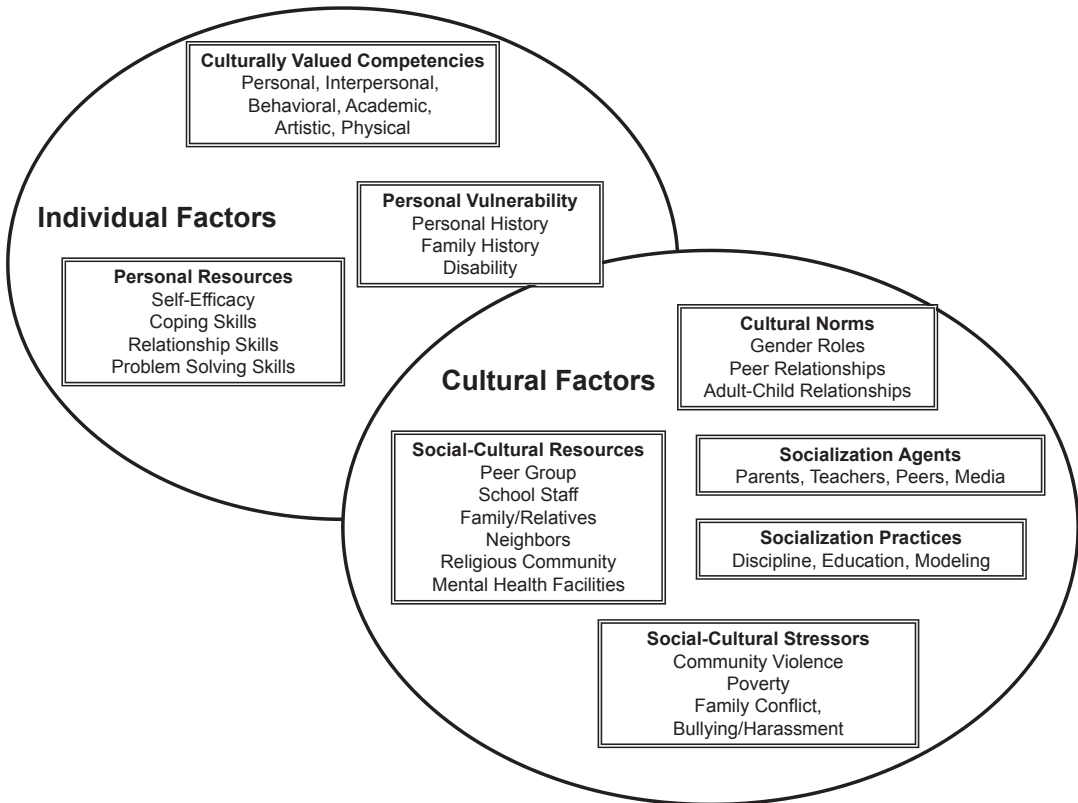 Culturally Valued Competencies
Personal, Interpersonal,
Behavioral, Academic,
Artistic, Physical
Individual Factors
Personal Vulnerability
Personal History
Family History
Disability
Personal Resources
Self-Efficacy
Coping Skills
Relationship Skills
Problem Solving Skills
Cultural Factors
Cultural Norms
Gender Roles
Peer Relationships
Adult-Child Relationships
Social-Cultural Resources
Peer Group
School Staff
Family/Relatives
Neighbors
Religious Community
Mental Health Facilities
Socialization Agents
Parents, Teachers, Peers, Media
Socialization Practices
Discipline, Education, Modeling
Social-Cultural Stressors
Community Violence
Poverty
Family Conflict,
Bullying/Harassment